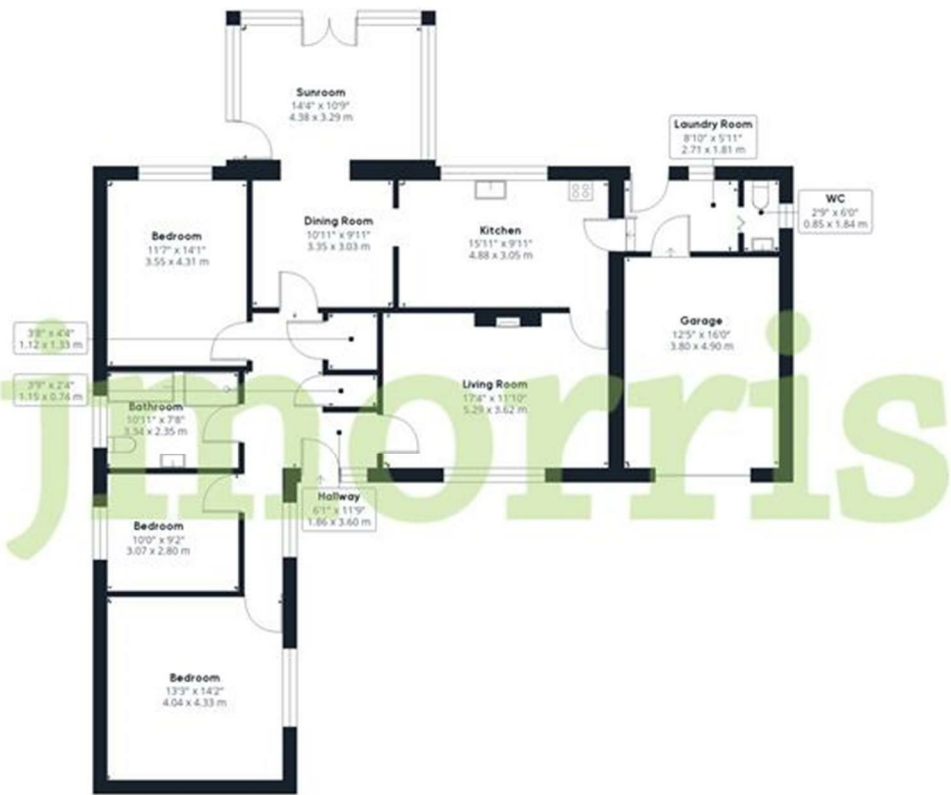 Sunroom
14'4" x 10'9"
4.38 x 3.29 m
Laundry Room
8'10" x 5'11"
2.71 x 1.81 m
WC
2'9" x 6'0"
0.85 x 1.84 m
Bedroom
11'7" x 14'1"
3.55 x 4.31 m
Dining Room
10'11" x 9'11"
3.35 x 3.03 m
Kitchen
15'11" x 9'11"
4.88 x 3.05 m
3'8" x 4'4"
1.12 x 1.33 m
Garage
12'5" x 16'0"
3.80 x 4.90 m
3'9" x 2'4"
1.15 x 0.74 m
Bathroom
10'11" x 7'8"
3.34 x 2.35 m
Living Room
17'4" x 11'10"
5.29 x 3.62 m
jjmorris
Hallway
6'1" x 11'9"
1.86 x 3.60 m
Bedroom
10'0" x 9'2"
3.07 x 2.80 m
Bedroom
13'3" x 14'2"
4.04 x 4.33 m